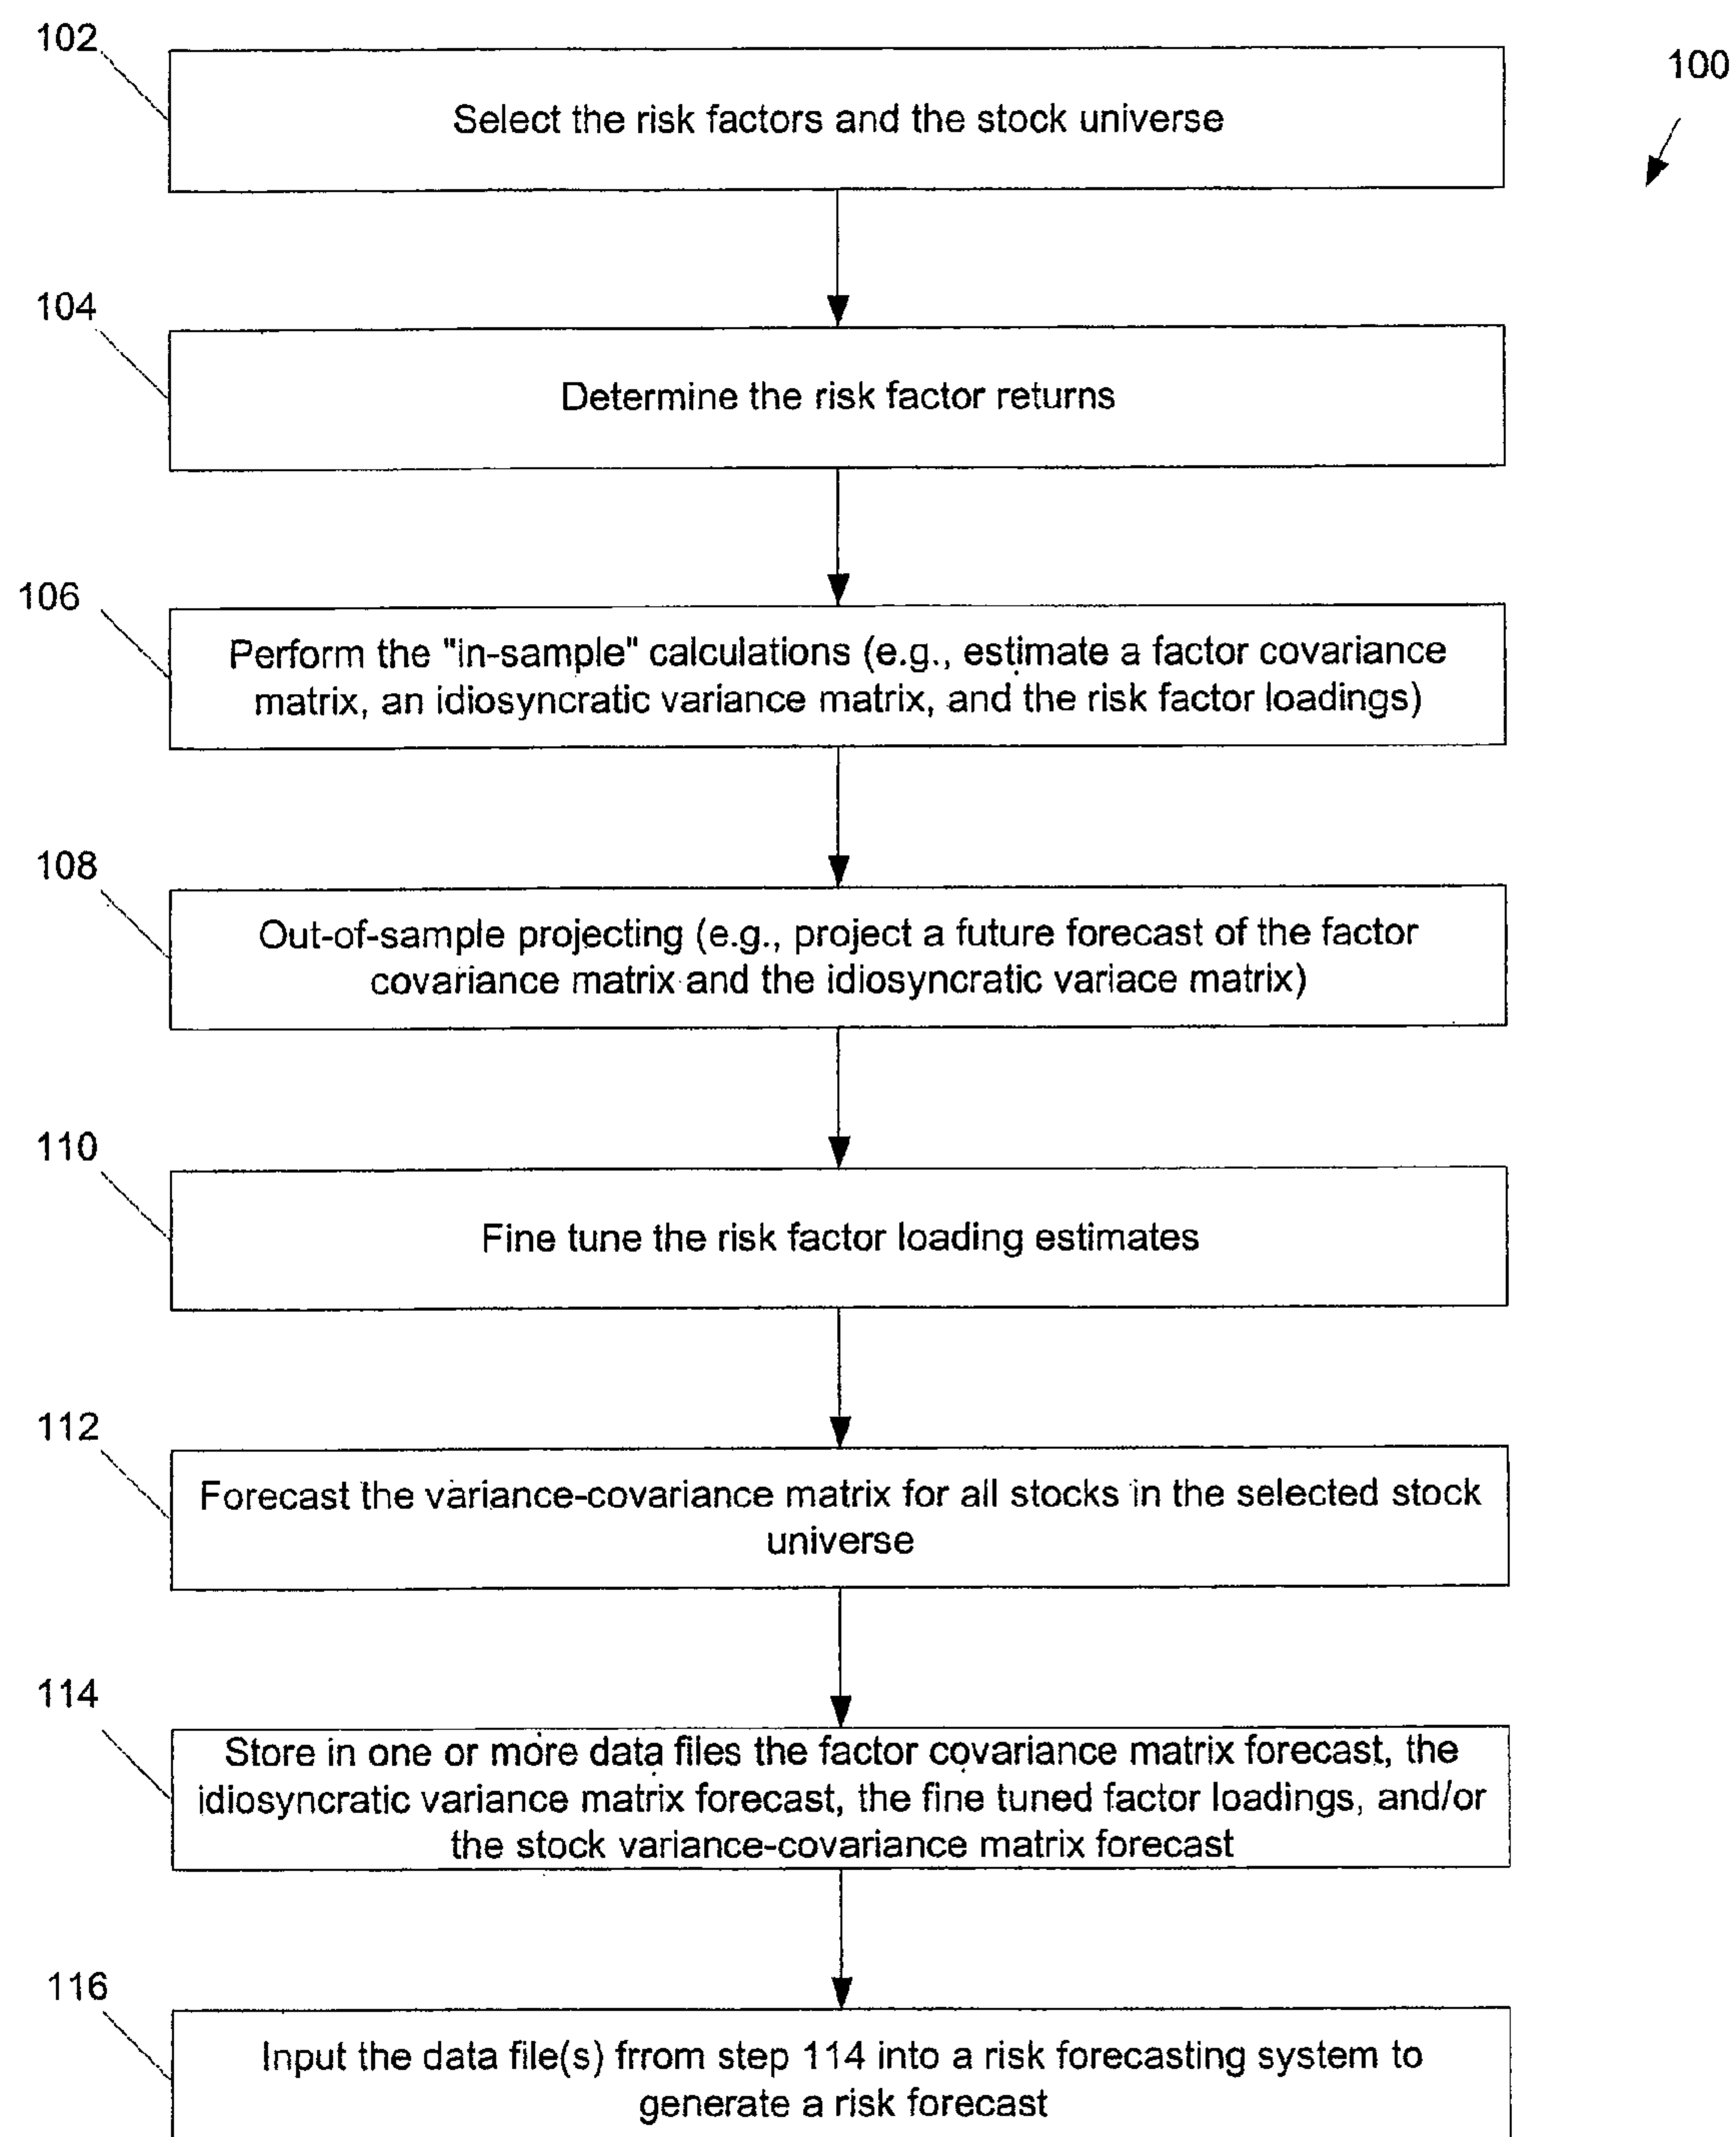 102
100
Select the risk factors and the stock universe
104
Determine the risk factor returns
106
Perform the "in-sample" calculations (e.g., estimate a factor covariance
matrix, an idiosyncratic variance matrix, and the risk factor loadings)
108
Out-of-sample projecting (e.g., project a future forecast of the factor
covariance matrix and the idiosyncratic variace matrix)
110
Fine tune the risk factor loading estimates
112
Forecast the variance-covariance matrix for all stocks in the selected stock
universe
114
Store in one or more data files the factor covariance matrix forecast, the
idiosyncratic variance matrix forecast, the fine tuned factor loadings, and/or
the stock variance-covariance matrix forecast
116
Input the data file(s) frrom step 114 into a risk forecasting system to
generate a risk forecast